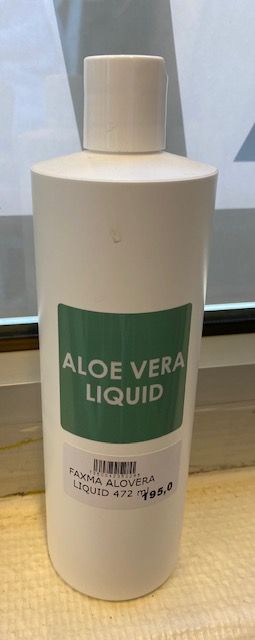 ALOE VERA
LIQUID
FAXMA ALOVERA
LIQUID 472 ml
195,0